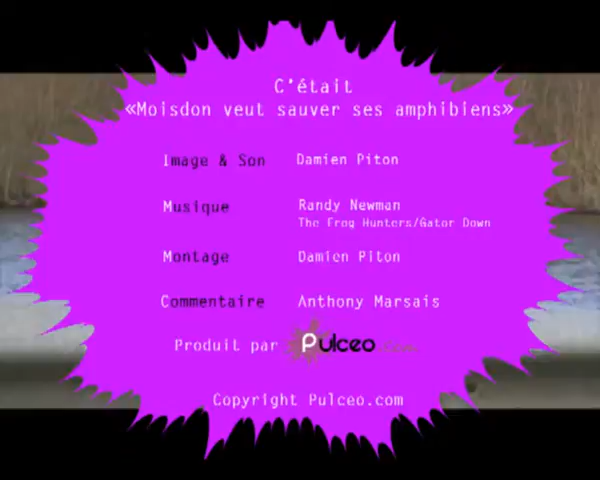 C'était
«Moisdon veut sauver ses amphibiens»
Image & Son Damien Piton
Musique Randy Newman
The Frog Hunters/Gator Down
Montage Damien Piton
Commentaire Anthony Marsais
Produit par Pulceo.com
Copyright Pulceo.com